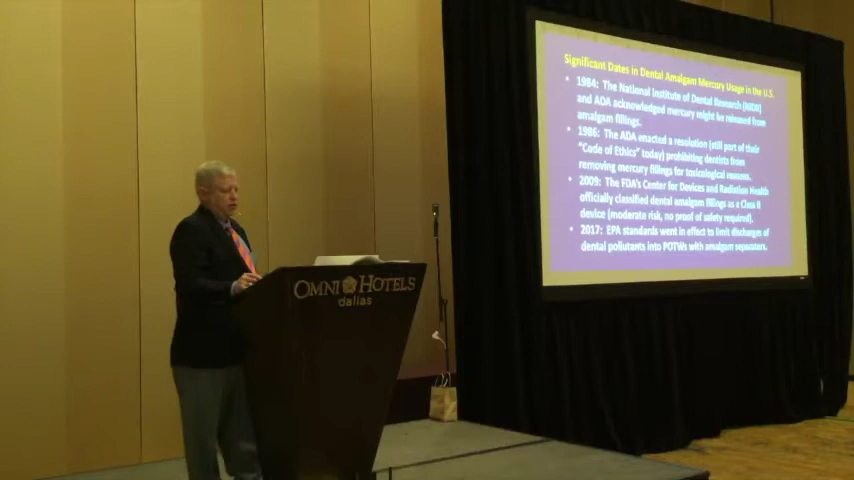 Significant Dates in Dental Amalgam Mercury Usage in the U.S.
• 1984: The National Institute of Dental Research (NIDR)
and ADA acknowledged mercury might be released from
amalgam fillings.
• 1986: The ADA enacted a resolution (still part of their
"Code of Ethics" today) prohibiting dentists from
removing mercury fillings for toxicological reasons.
• 2009: The FDA's Center for Devices and Radiation Health
officially classified dental amalgam fillings as a Class II
device (moderate risk, no proof of safety required).
• 2017: EPA standards went in effect to limit discharges of
dental pollutants into POTWs with amalgam separators.
OMNI HOTELS
dallas